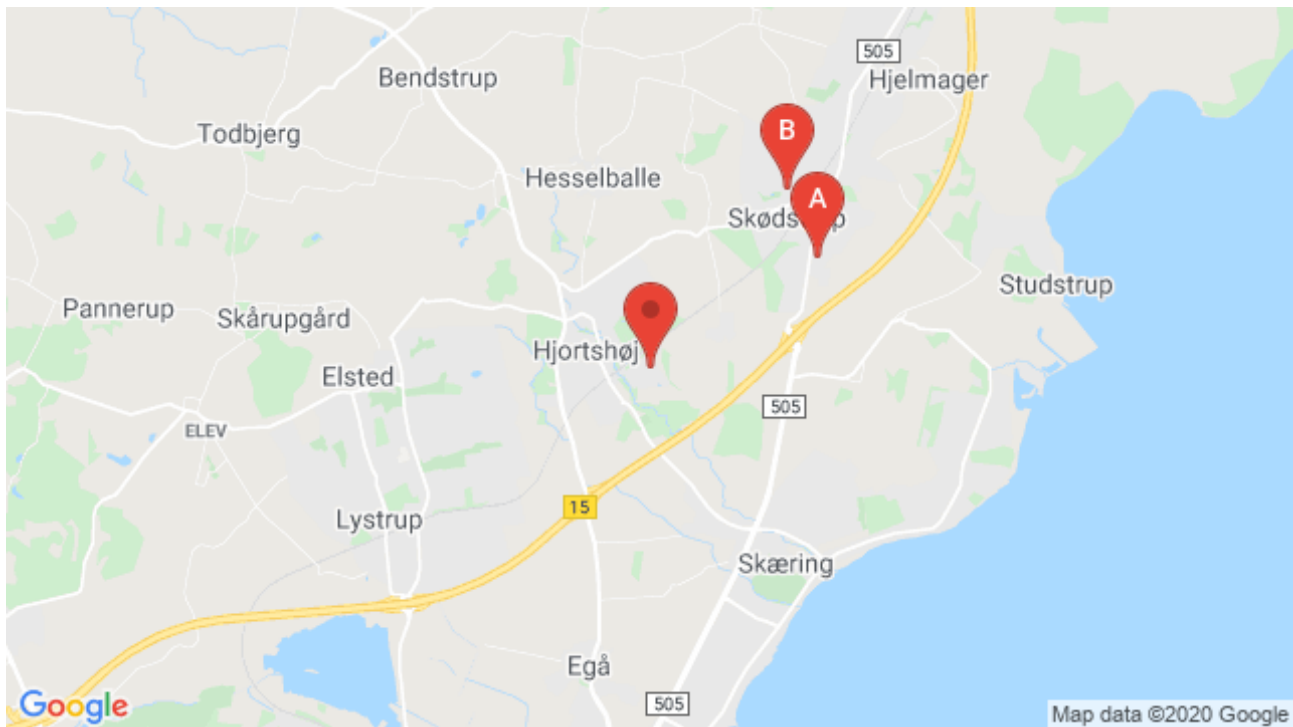 505
Hjelmager
Bendstrup
B
Todbjerg
Hesselballe
A
Skødstrup
Studstrup
Pannerup
Skårupgård
Hjortshøj
Elsted
505
ELEV
15
Lystrup
Skæring
Egå
505
Google
Map data ©2020 Google